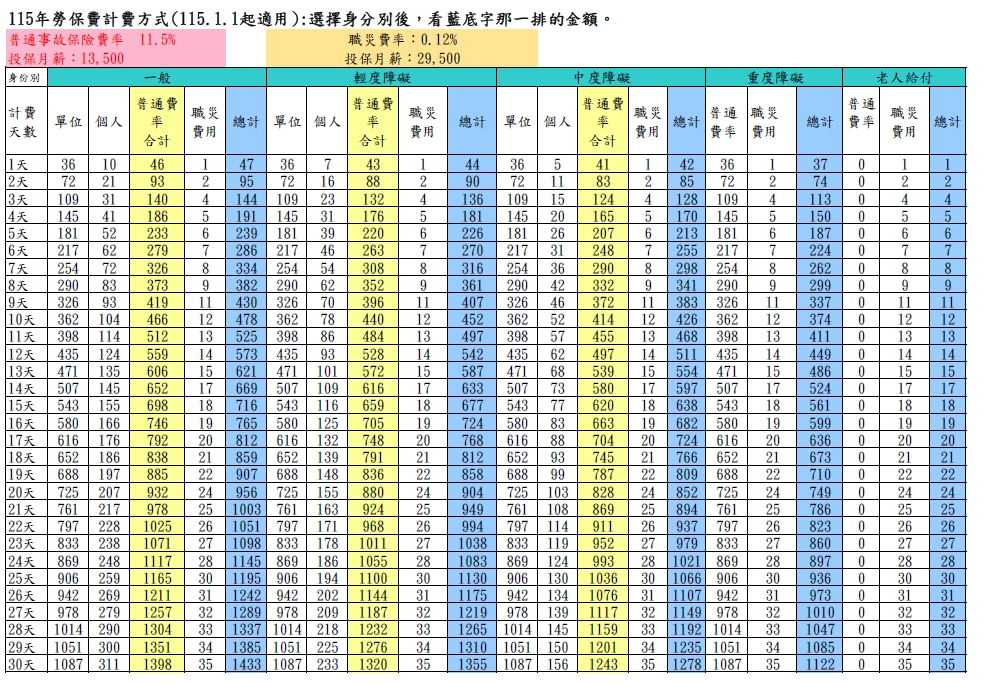 115年勞保費計費方式(115.1.1起適用):選擇身分別後，看藍底字那一排的金額。
普通事故保險費率 11.5% 職災費率：0.12%
投保月薪：13,500 投保月薪：29,500
身份別 一般 輕度障礙 中度障礙 重度障礙 老人給付
計費天數 單位 個人 普通費率合計 職災費用 總計 單位 個人 普通費率合計 職災費用 總計 單位 個人 普通費率合計 職災費用 總計 普通費率 職災費用 總計 普通費率 職災費用 總計
1天 36 10 46 1 47 36 7 43 1 44 36 5 41 1 42 36 1 37 0 1 1
2天 72 21 93 2 95 72 16 88 2 90 72 11 83 2 85 72 2 74 0 2 2
3天 109 31 140 4 144 109 23 132 4 136 109 15 124 4 128 109 4 113 0 4 4
4天 145 41 186 5 191 145 31 176 5 181 145 20 165 5 170 145 5 150 0 5 5
5天 181 52 233 6 239 181 39 220 6 226 181 26 207 6 213 181 6 187 0 6 6
6天 217 62 279 7 286 217 46 263 7 270 217 31 248 7 255 217 7 224 0 7 7
7天 254 72 326 8 334 254 54 308 8 316 254 36 290 8 298 254 8 262 0 8 8
8天 290 83 373 9 382 290 62 352 9 361 290 42 332 9 341 290 9 299 0 9 9
9天 326 93 419 11 430 326 70 396 11 407 326 46 372 11 383 326 11 337 0 11 11
10天 362 104 466 12 478 362 78 440 12 452 362 52 414 12 426 362 12 374 0 12 12
11天 398 114 512 13 525 398 86 484 13 497 398 57 455 13 468 398 13 411 0 13 13
12天 435 124 559 14 573 435 93 528 14 542 435 62 497 14 511 435 14 449 0 14 14
13天 471 135 606 15 621 471 101 572 15 587 471 68 539 15 554 471 15 486 0 15 15
14天 507 145 652 17 669 507 109 616 17 633 507 73 580 17 597 507 17 524 0 17 17
15天 543 155 698 18 716 543 116 659 18 677 543 77 620 18 638 543 18 561 0 18 18
16天 580 166 746 19 765 580 125 705 19 724 580 83 663 19 682 580 19 599 0 19 19
17天 616 176 792 20 812 616 132 748 20 768 616 88 704 20 724 616 20 636 0 20 20
18天 652 186 838 21 859 652 139 791 21 812 652 93 745 21 766 652 21 673 0 21 21
19天 688 197 885 22 907 688 148 836 22 858 688 99 787 22 809 688 22 710 0 22 22
20天 725 207 932 24 956 725 155 880 24 904 725 103 828 24 852 725 24 749 0 24 24
21天 761 217 978 25 1003 761 163 924 25 949 761 108 869 25 894 761 25 786 0 25 25
22天 797 228 1025 26 1051 797 171 968 26 994 797 114 911 26 937 797 26 823 0 26 26
23天 833 238 1071 27 1098 833 178 1011 27 1038 833 119 952 27 979 833 27 860 0 27 27
24天 869 248 1117 28 1145 869 186 1055 28 1083 869 124 993 28 1021 869 28 897 0 28 28
25天 906 259 1165 30 1195 906 194 1100 30 1130 906 130 1036 30 1066 906 30 936 0 30 30
26天 942 269 1211 31 1242 942 202 1144 31 1175 942 134 1076 31 1107 942 31 973 0 31 31
27天 978 279 1257 32 1289 978 209 1187 32 1219 978 139 1117 32 1149 978 32 1010 0 32 32
28天 1014 290 1304 33 1337 1014 218 1232 33 1265 1014 145 1159 33 1192 1014 33 1047 0 33 33
29天 1051 300 1351 34 1385 1051 225 1276 34 1310 1051 150 1201 34 1235 1051 34 1085 0 34 34
30天 1087 311 1398 35 1433 1087 233 1320 35 1355 1087 156 1243 35 1278 1087 35 1122 0 35 35